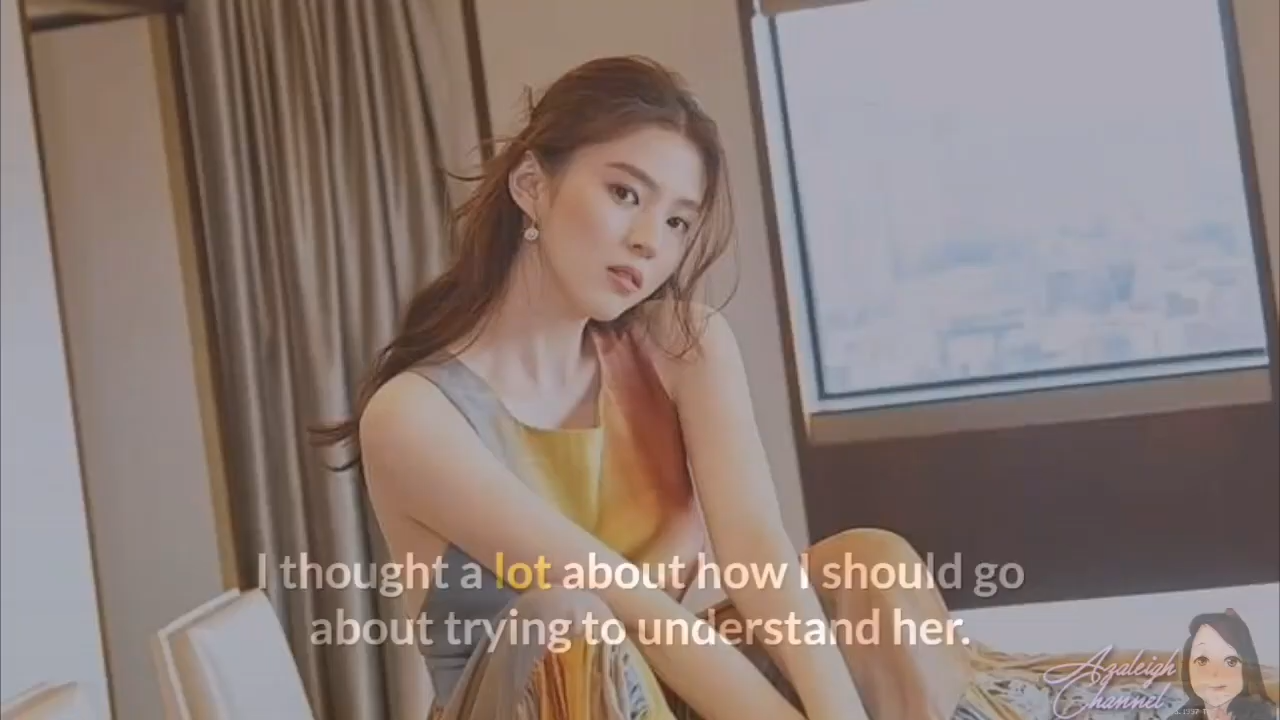 I thought a lot about how I should go
about trying to understand her.
Azaleigh
Channel